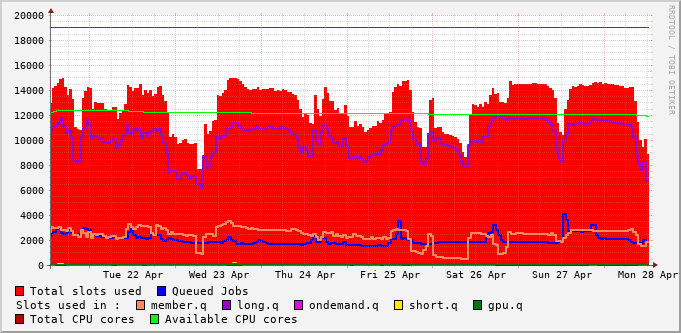 20000
18000
16000
14000
12000
10000
8000
6000
4000
2000
0
Tue 22 Apr Wed 23 Apr Thu 24 Apr Fri 25 Apr Sat 26 Apr Sun 27 Apr Mon 28 Apr
RRDTOOL / TOBI OETIKER
Total slots used Queued Jobs
Slots used in : member.q long.q ondemand.q short.q gpu.q
Total CPU cores Available CPU cores